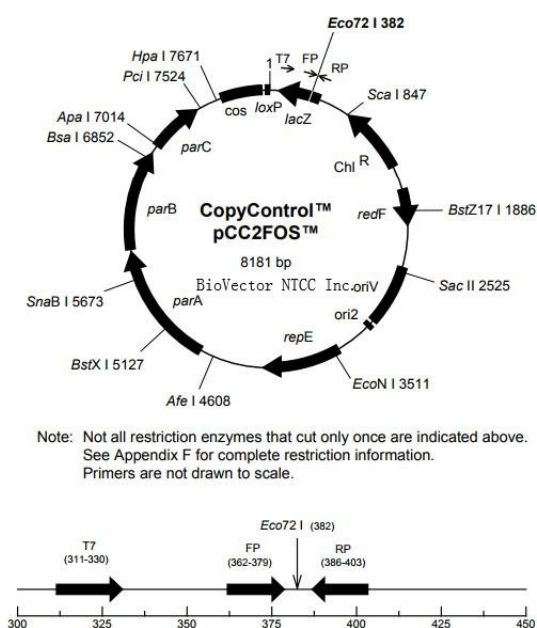 Eco72 I 382
Hpa I 7671
Pci I 7524
1 T7 FP RP
Sca I 847
cos loxP lacZ
Apa I 7014
Bsa I 6852
parC
Chl R
parB
CopyControl™
pCC2FOS™
redF
BstZ17 I 1886
8181 bp
BioVector NTCC Inc.
oriV
Sac II 2525
SnaB I 5673
parA
ori2
repE
BstX I 5127
EcoN I 3511
Afe I 4608
Note: Not all restriction enzymes that cut only once are indicated above.
See Appendix F for complete restriction information.
Primers are not drawn to scale.
Eco72 I (382)
T7
(311-330)
FP
(362-379)
RP
(386-403)
300 325 350 375 400 425 450